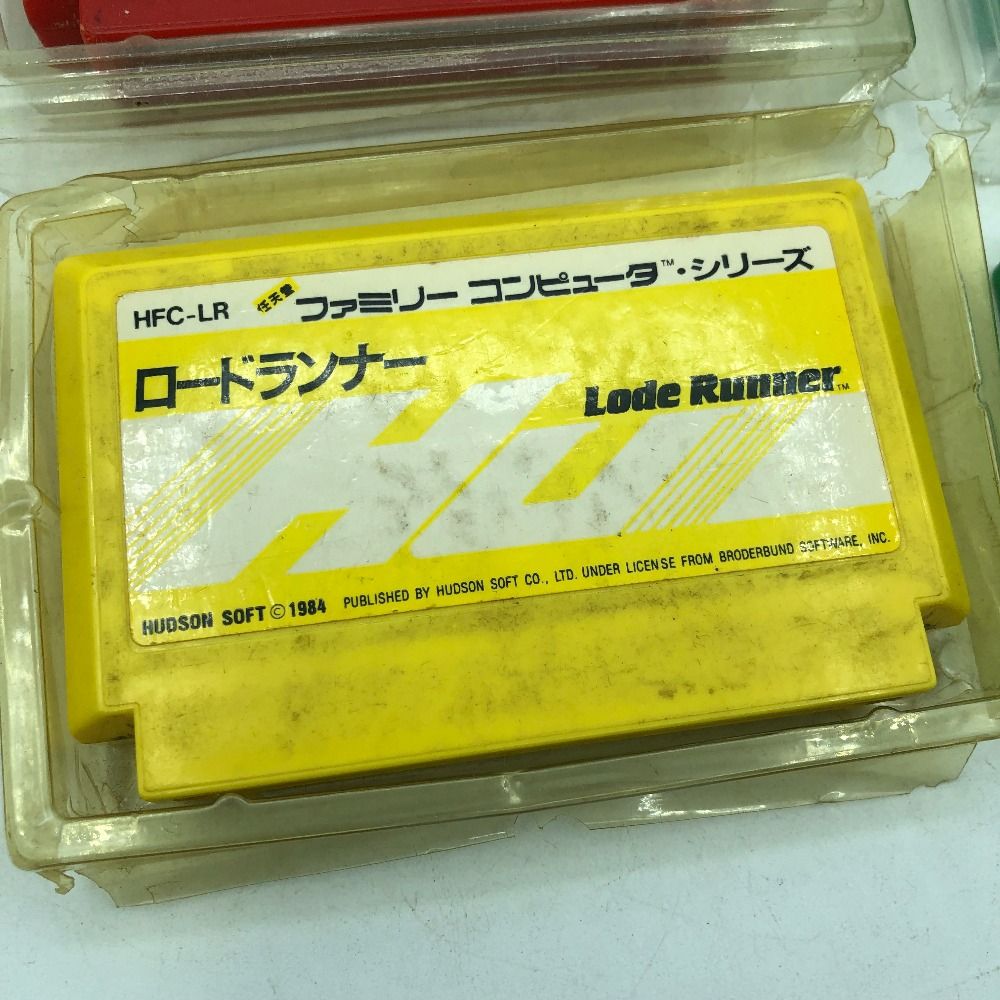 HFC-LR 任天堂 ファミリー コンピュータ™・シリーズ
ロードランナー
Lode Runner™
HU
HUDSON SOFT © 1984 PUBLISHED BY HUDSON SOFT CO., LTD. UNDER LICENSE FROM BRODERBUND SOFTWARE, INC.